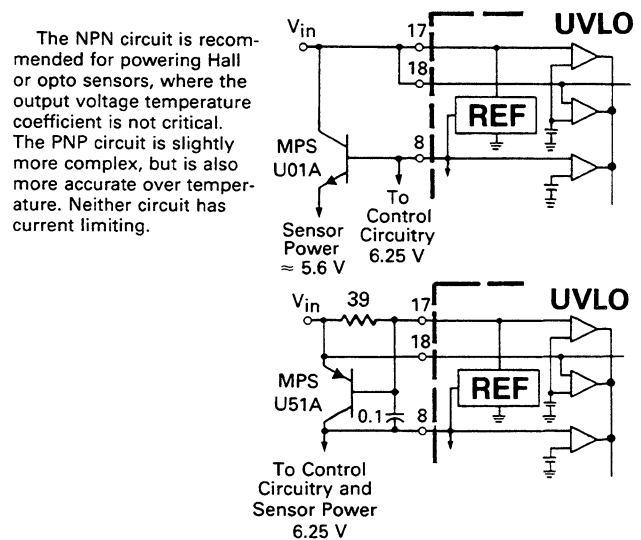 The NPN circuit is recom-
mended for powering Hall
or opto sensors, where the
output voltage temperature
coefficient is not critical.
The PNP circuit is slightly
more complex, but is also
more accurate over temper-
ature. Neither circuit has
current limiting.
Vin
17
UVLO
18
REF
MPS
U01A
8
Sensor
Power
≈ 5.6 V
To
Control
Circuitry
6.25 V
Vin
39
17
UVLO
18
MPS
U51A
REF
0.1
8
To Control
Circuitry and
Sensor Power
6.25 V